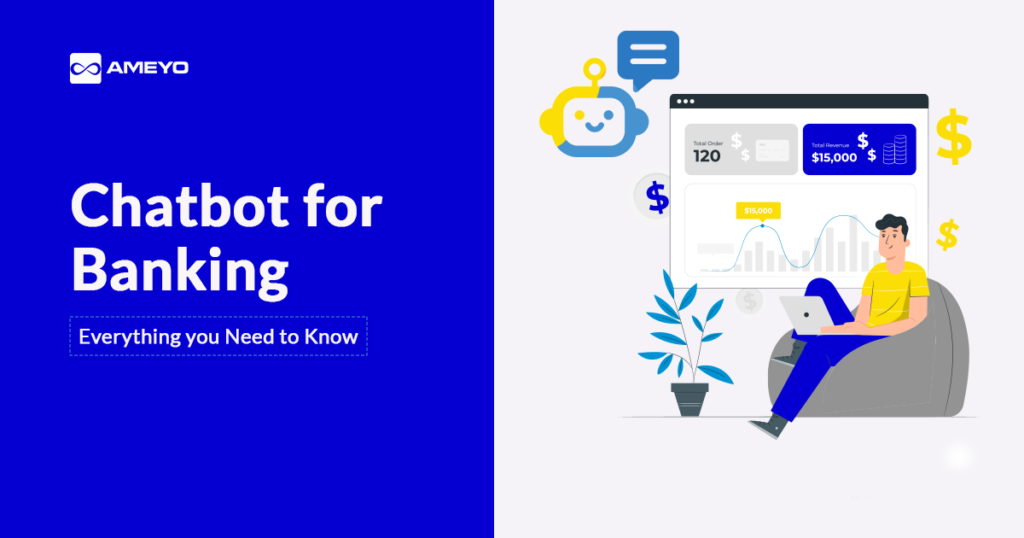 AMEYO
Chatbot for
Banking
Everything you Need to Know
Total Order
120
Total Revenue
$15,000
$15,000